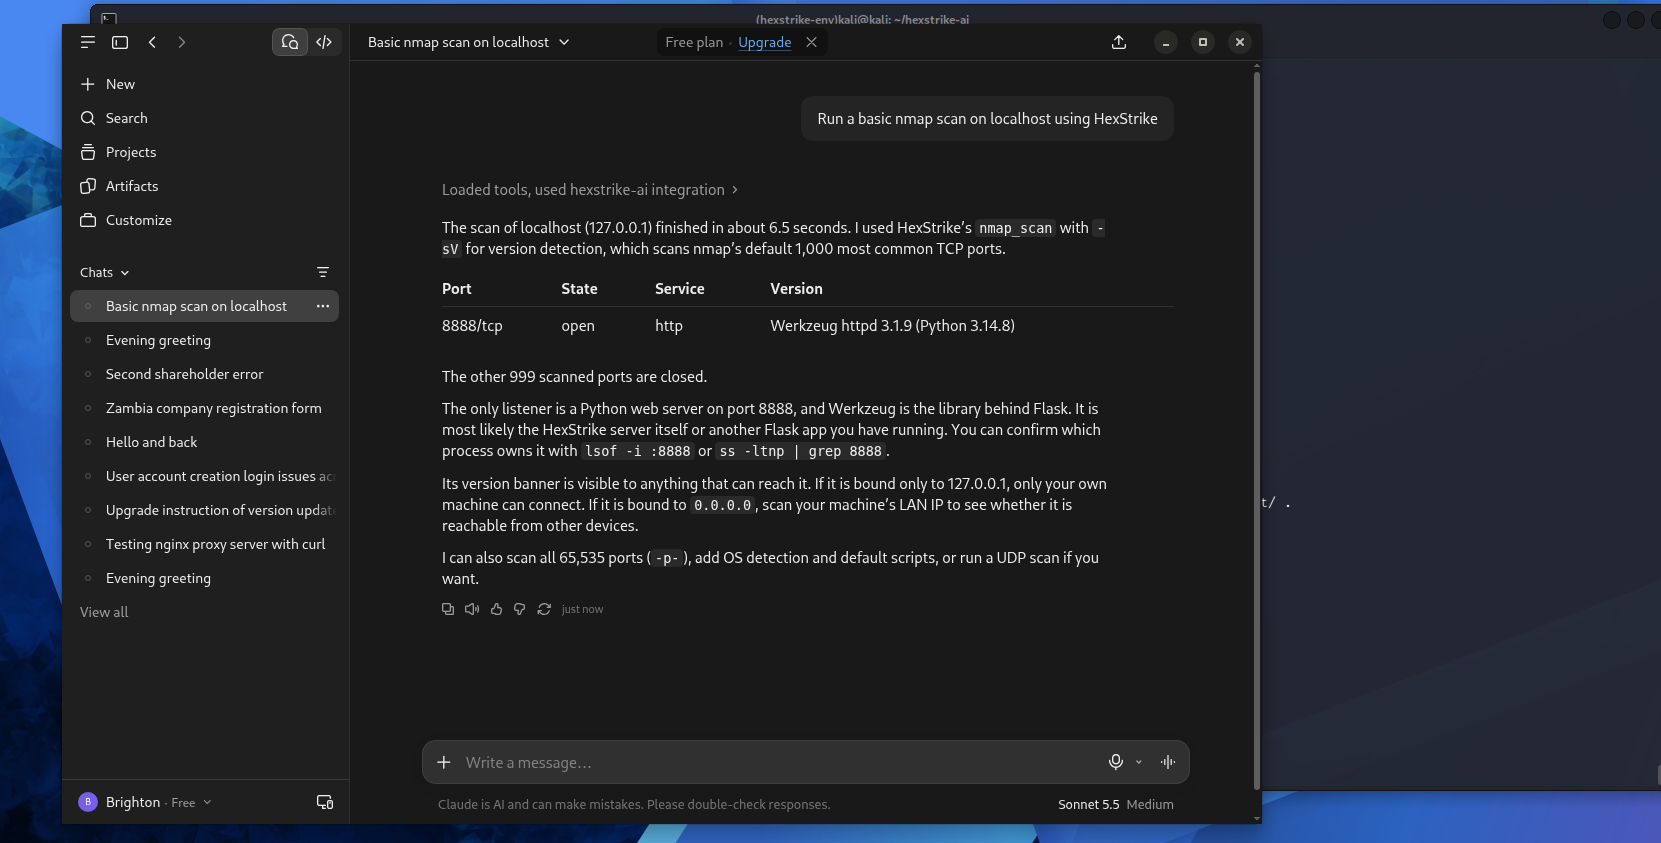 (hexstrike-env)kali@kali: ~/hexstrike-ai
Basic nmap scan on localhost
Free plan · Upgrade
New
Search
Projects
Artifacts
Customize
Chats
Basic nmap scan on localhost
Evening greeting
Second shareholder error
Zambia company registration form
Hello and back
User account creation login issues ac
Upgrade instruction of version updat
Testing nginx proxy server with curl
Evening greeting
View all
B
Brighton · Free
Run a basic nmap scan on localhost using HexStrike
Loaded tools, used hexstrike-ai integration
The scan of localhost (127.0.0.1) finished in about 6.5 seconds. I used HexStrike’s nmap_scan with -
sV for version detection, which scans nmap’s default 1,000 most common TCP ports.
Port State Service Version
8888/tcp open http Werkzeug httpd 3.1.9 (Python 3.14.8)
The other 999 scanned ports are closed.
The only listener is a Python web server on port 8888, and Werkzeug is the library behind Flask. It is
most likely the HexStrike server itself or another Flask app you have running. You can confirm which
process owns it with lsof -i :8888 or ss -ltnp | grep 8888.
Its version banner is visible to anything that can reach it. If it is bound only to 127.0.0.1, only your own
machine can connect. If it is bound to 0.0.0.0, scan your machine’s LAN IP to see whether it is
reachable from other devices.
I can also scan all 65,535 ports (-p-), add OS detection and default scripts, or run a UDP scan if you
want.
just now
Write a message…
Claude is AI and can make mistakes. Please double-check responses.
Sonnet 5.5 Medium
t/ .